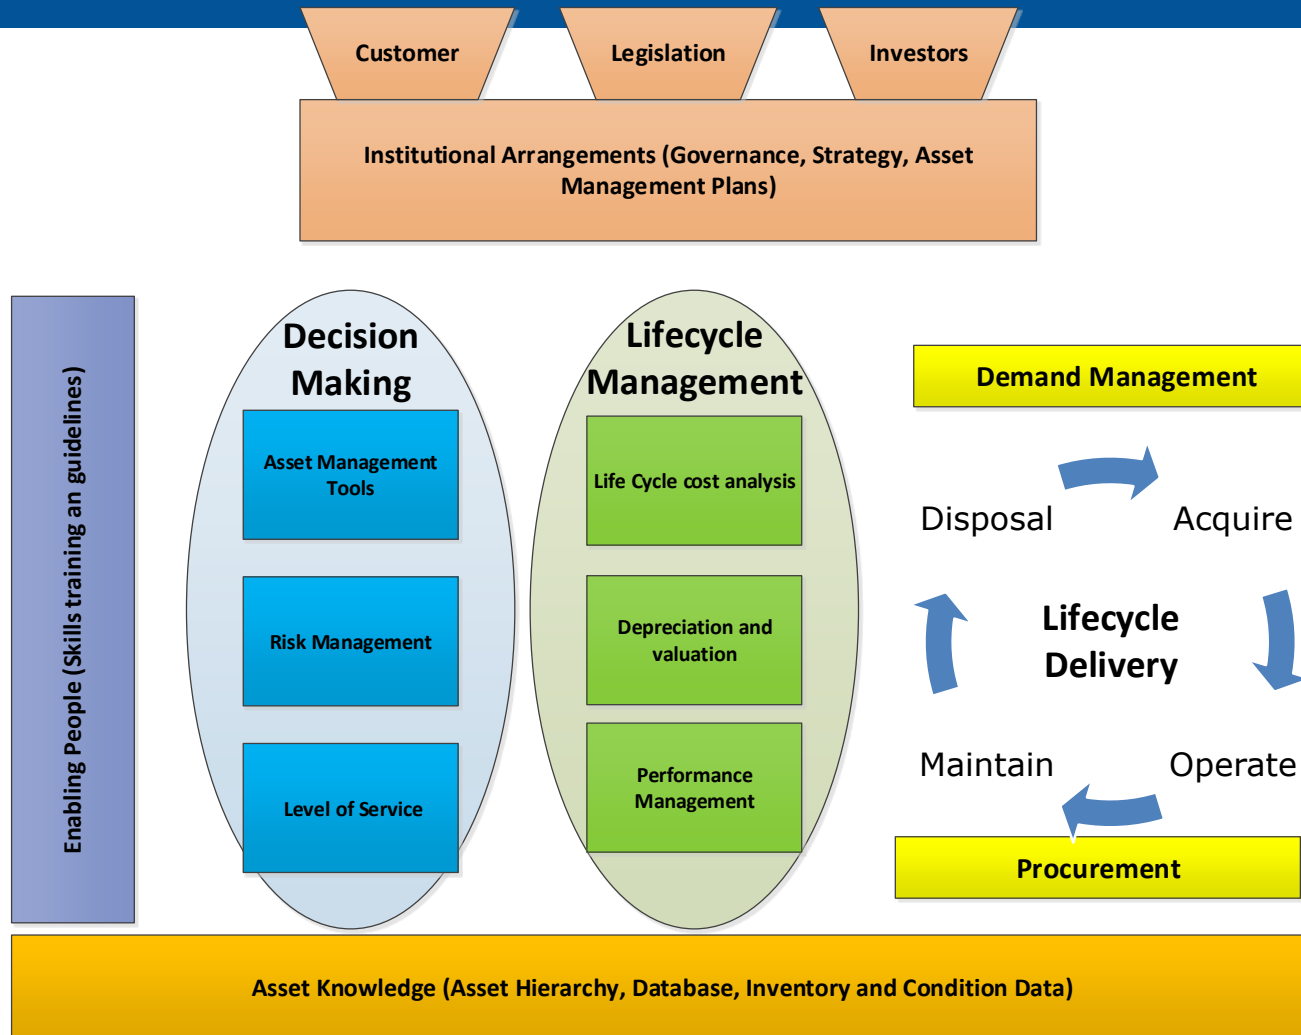 Customer
Legislation
Investors
Institutional Arrangements (Governance, Strategy, Asset
Management Plans)
Enabling People (Skills training an guidelines)
Decision
Making
Asset Management
Tools
Risk Management
Level of Service
Lifecycle
Management
Life Cycle cost analysis
Depreciation and
valuation
Performance
Management
Demand Management
Disposal
Acquire
Lifecycle
Delivery
Maintain
Operate
Procurement
Asset Knowledge (Asset Hierarchy, Database, Inventory and Condition Data)